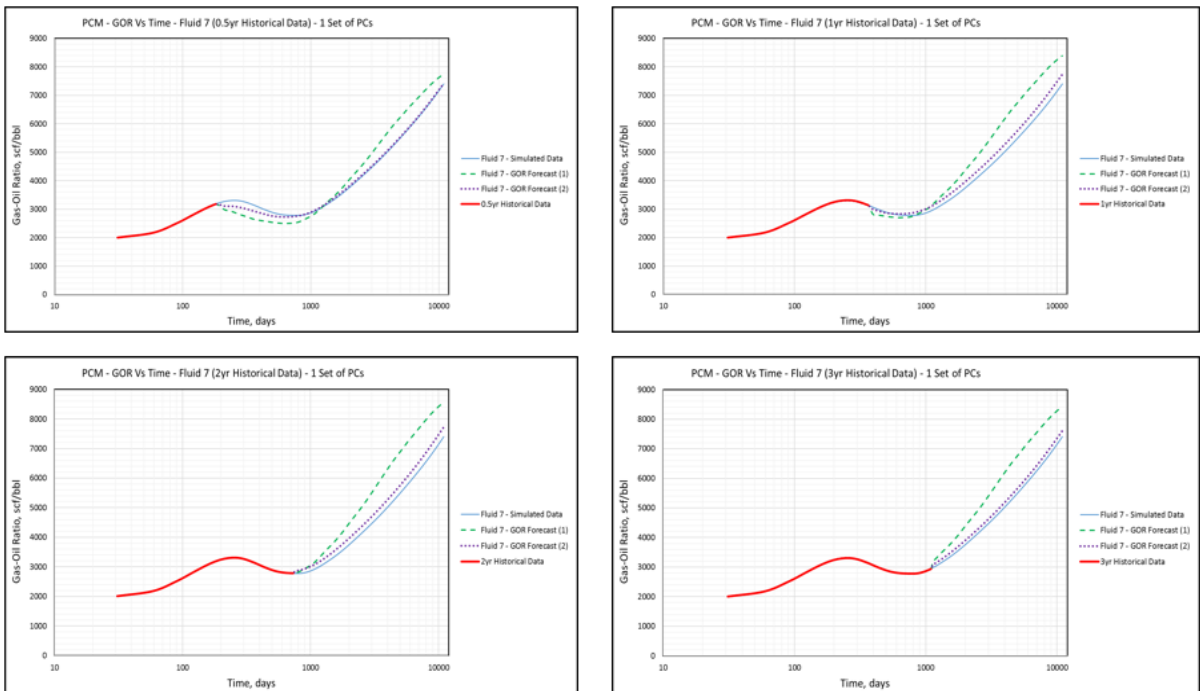 PCM - GOR Vs Time - Fluid 7 (0.5yr Historical Data) - 1 Set of PCs
Gas-Oil Ratio, scf/bbl
9000
8000
7000
6000
5000
4000
3000
2000
1000
0
10
100
1000
10000
Time, days
Fluid 7 - Simulated Data
Fluid 7 - GOR Forecast (1)
Fluid 7 - GOR Forecast (2)
0.5yr Historical Data
PCM - GOR Vs Time - Fluid 7 (1yr Historical Data) - 1 Set of PCs
Gas-Oil Ratio, scf/bbl
9000
8000
7000
6000
5000
4000
3000
2000
1000
0
10
100
1000
10000
Time, days
Fluid 7 - Simulated Data
Fluid 7 - GOR Forecast (1)
Fluid 7 - GOR Forecast (2)
1yr Historical Data
PCM - GOR Vs Time - Fluid 7 (2yr Historical Data) - 1 Set of PCs
Gas-Oil Ratio, scf/bbl
9000
8000
7000
6000
5000
4000
3000
2000
1000
0
10
100
1000
10000
Time, days
Fluid 7 - Simulated Data
Fluid 7 - GOR Forecast (1)
Fluid 7 - GOR Forecast (2)
2yr Historical Data
PCM - GOR Vs Time - Fluid 7 (3yr Historical Data) - 1 Set of PCs
Gas-Oil Ratio, scf/bbl
9000
8000
7000
6000
5000
4000
3000
2000
1000
0
10
100
1000
10000
Time, days
Fluid 7 - Simulated Data
Fluid 7 - GOR Forecast (1)
Fluid 7 - GOR Forecast (2)
3yr Historical Data